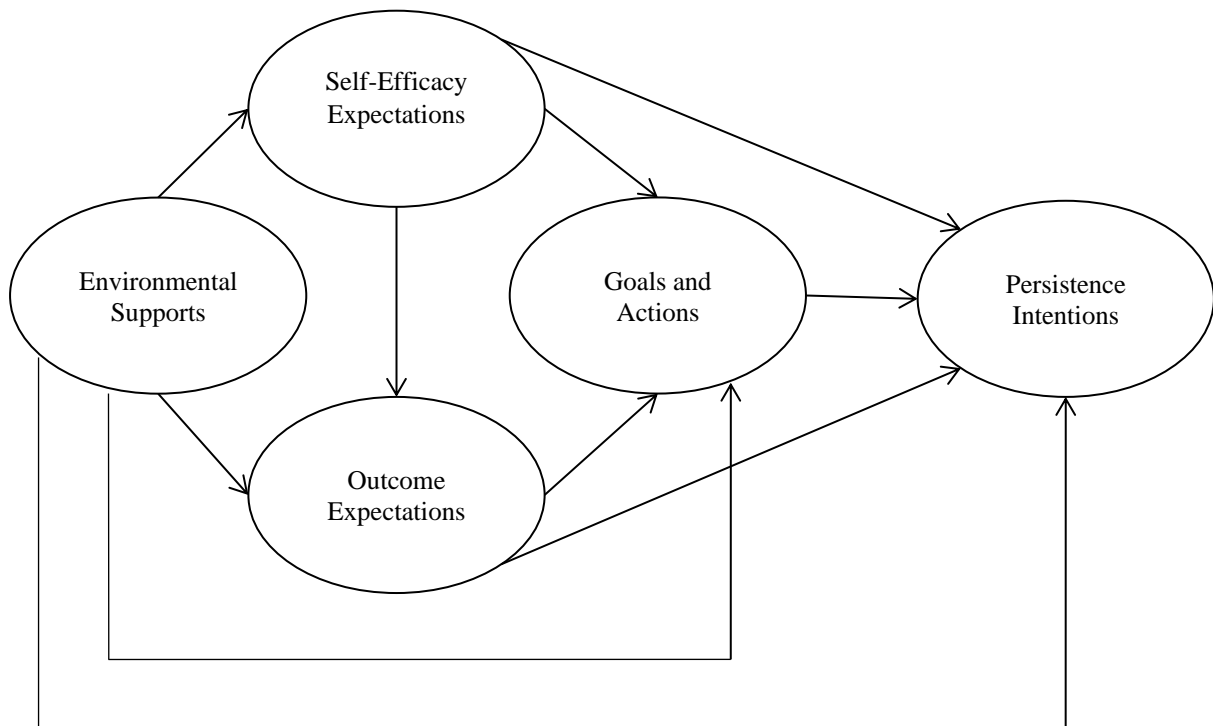 Self-Efficacy
Expectations
Environmental
Supports
Goals and
Actions
Persistence
Intentions
Outcome
Expectations